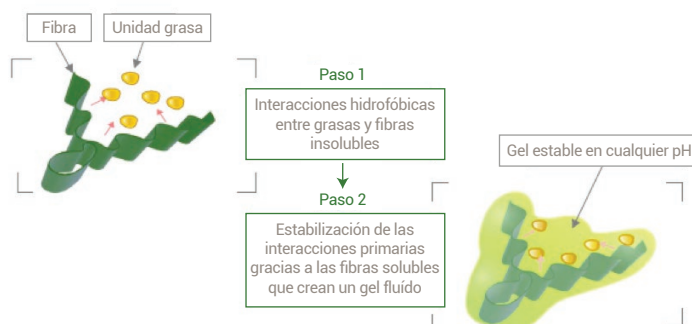 Fibra
Unidad grasa
Paso 1
Interacciones hidrofóbicas
entre grasas y fibras
insolubles
Gel estable en cualquier pH
Paso 2
Estabilización de las
interacciones primarias
gracias a las fibras solubles
que crean un gel fluído